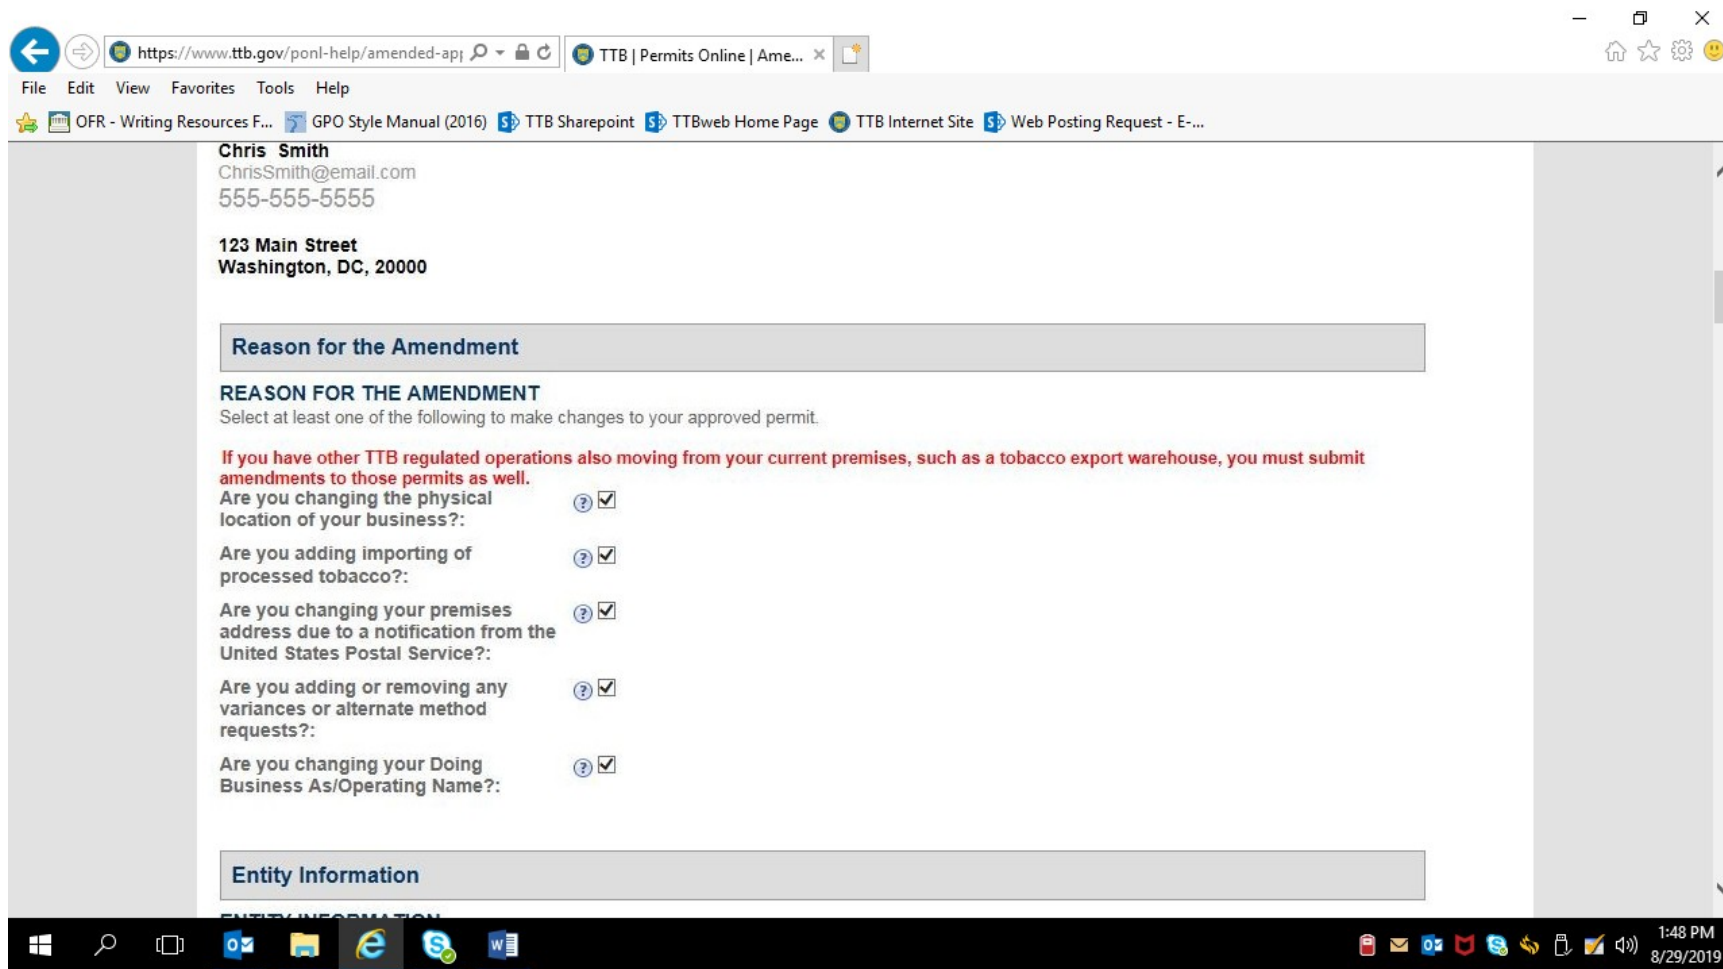 https://www.ttb.gov/ponl-help/amended-ap
TTB | Permits Online | Ame...
File Edit View Favorites Tools Help
OFR - Writing Resources F... GPO Style Manual (2016) TTB Sharepoint TTBweb Home Page TTB Internet Site Web Posting Request - E-...
Chris Smith
ChrisSmith@email.com
555-555-5555
123 Main Street
Washington, DC, 20000
Reason for the Amendment
REASON FOR THE AMENDMENT
Select at least one of the following to make changes to your approved permit.
If you have other TTB regulated operations also moving from your current premises, such as a tobacco export warehouse, you must submit
amendments to those permits as well.
Are you changing the physical
location of your business?:
Are you adding importing of
processed tobacco?:
Are you changing your premises
address due to a notification from the
United States Postal Service?:
Are you adding or removing any
variances or alternate method
requests?:
Are you changing your Doing
Business As/Operating Name?:
Entity Information
ENTITY INFORMATION
1:48 PM
8/29/2019